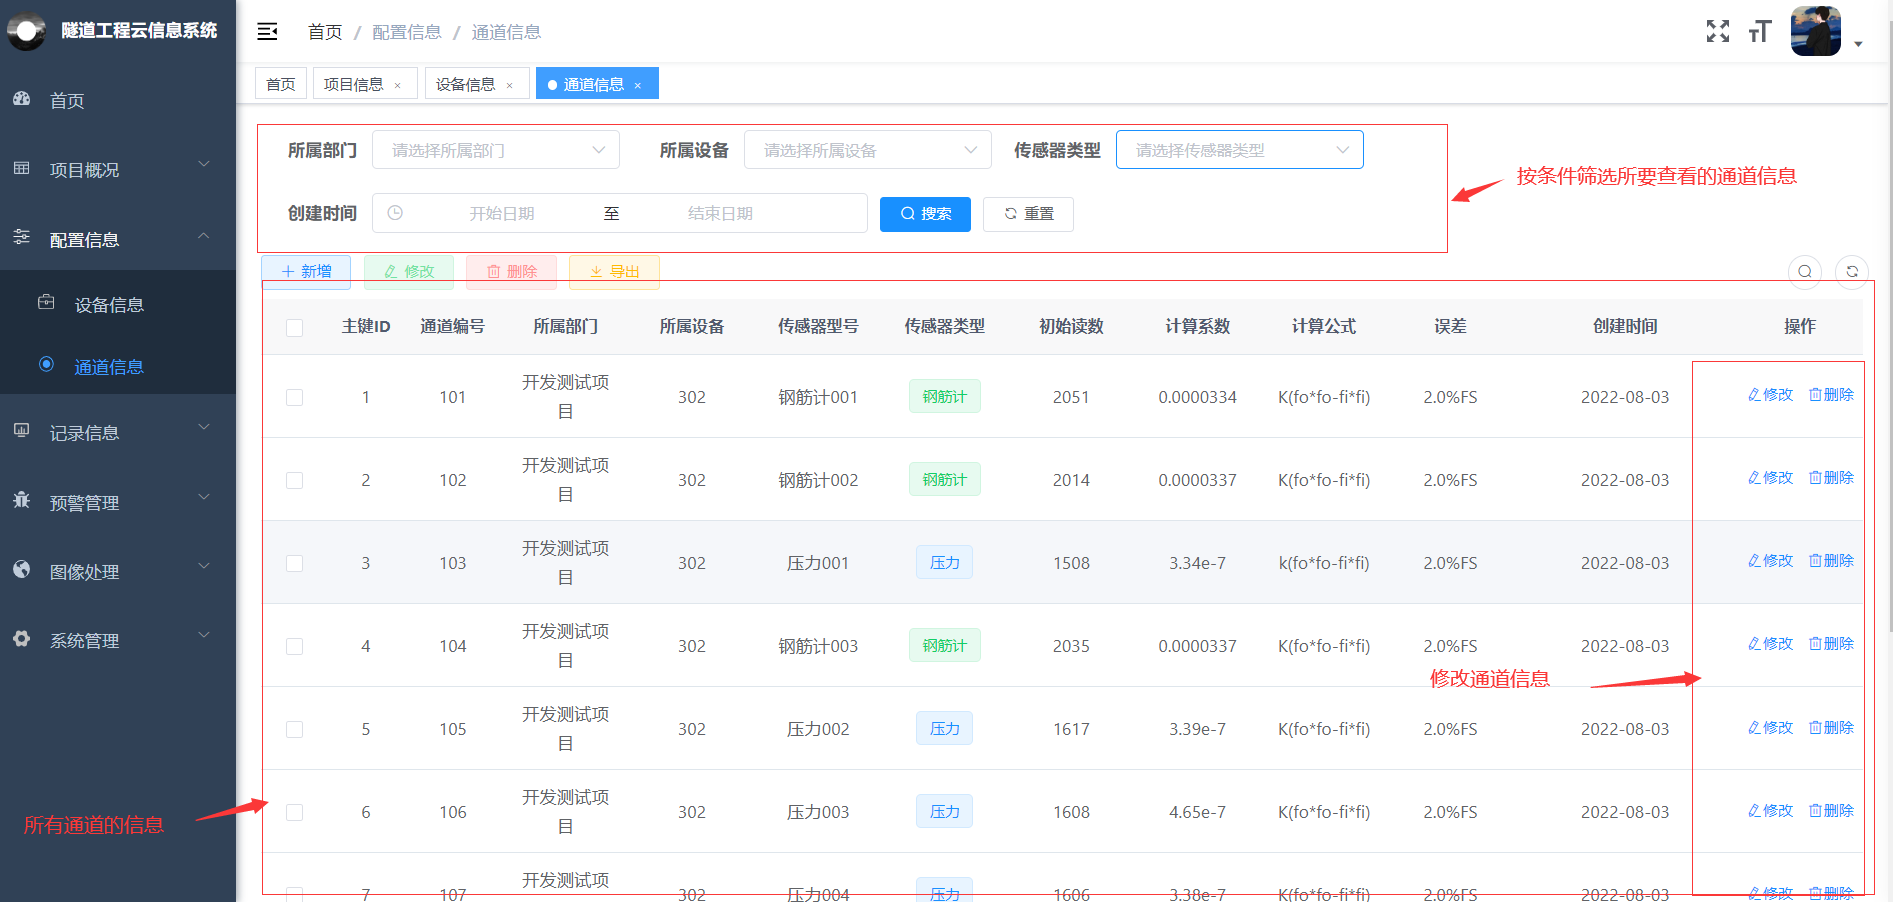 隧道工程云信息系统
首页 / 配置信息 / 通道信息
首页
项目信息 ×
设备信息 ×
通道信息 ×
首页
项目概况
配置信息
设备信息
通道信息
记录信息
预警管理
图像处理
系统管理
所属部门 请选择所属部门
所属设备 请选择所属设备
传感器类型 请选择传感器类型
创建时间 开始日期 至 结束日期
搜索
重置
按条件筛选所要查看的通道信息
新增 修改 删除 导出
主键ID 通道编号 所属部门 所属设备 传感器型号 传感器类型 初始读数 计算系数 计算公式 误差 创建时间 操作
1 101 开发测试项目 302 钢筋计001 钢筋计 2051 0.0000334 K(fo*fo-fi*fi) 2.0%FS 2022-08-03 修改 删除
2 102 开发测试项目 302 钢筋计002 钢筋计 2014 0.0000337 K(fo*fo-fi*fi) 2.0%FS 2022-08-03 修改 删除
3 103 开发测试项目 302 压力001 压力 1508 3.34e-7 k(fo*fo-fi*fi) 2.0%FS 2022-08-03 修改 删除
4 104 开发测试项目 302 钢筋计003 钢筋计 2035 0.0000337 K(fo*fo-fi*fi) 2.0%FS 2022-08-03 修改 删除
修改通道信息
5 105 开发测试项目 302 压力002 压力 1617 3.39e-7 K(fo*fo-fi*fi) 2.0%FS 2022-08-03 修改 删除
6 106 开发测试项目 302 压力003 压力 1608 4.65e-7 K(fo*fo-fi*fi) 2.0%FS 2022-08-03 修改 删除
所有通道的信息
7 107 开发测试项 302 压力004 压力 1606 3.38e-7 K(fo*fo-fi*fi) 2.0%FS 2022-08-03 修改 删除